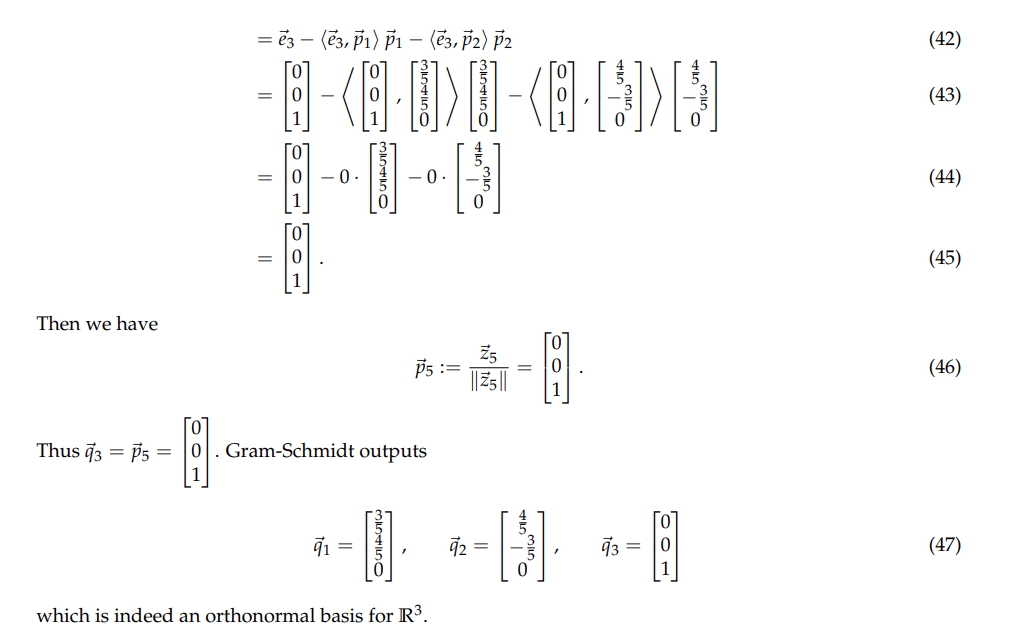 $= \vec{e}_3 - \langle \vec{e}_3, \vec{p}_1 \rangle \, \vec{p}_1 - \langle \vec{e}_3, \vec{p}_2 \rangle \, \vec{p}_2$ (42)
$= \begin{bmatrix} 0 \\ 0 \\ 1 \end{bmatrix} - \left\langle \begin{bmatrix} 0 \\ 0 \\ 1 \end{bmatrix}, \begin{bmatrix} \frac{3}{5} \\ \frac{4}{5} \\ 0 \end{bmatrix} \right\rangle \begin{bmatrix} \frac{3}{5} \\ \frac{4}{5} \\ 0 \end{bmatrix} - \left\langle \begin{bmatrix} 0 \\ 0 \\ 1 \end{bmatrix}, \begin{bmatrix} \frac{4}{5} \\ -\frac{3}{5} \\ 0 \end{bmatrix} \right\rangle \begin{bmatrix} \frac{4}{5} \\ -\frac{3}{5} \\ 0 \end{bmatrix}$ (43)
$= \begin{bmatrix} 0 \\ 0 \\ 1 \end{bmatrix} - 0 \cdot \begin{bmatrix} \frac{3}{5} \\ \frac{4}{5} \\ 0 \end{bmatrix} - 0 \cdot \begin{bmatrix} \frac{4}{5} \\ -\frac{3}{5} \\ 0 \end{bmatrix}$ (44)
$= \begin{bmatrix} 0 \\ 0 \\ 1 \end{bmatrix}.$ (45)
Then we have
$\vec{p}_5 := \frac{\vec{z}_5}{\|\vec{z}_5\|} = \begin{bmatrix} 0 \\ 0 \\ 1 \end{bmatrix}.$ (46)
Thus $\vec{q}_3 = \vec{p}_5 = \begin{bmatrix} 0 \\ 0 \\ 1 \end{bmatrix}$. Gram-Schmidt outputs
$\vec{q}_1 = \begin{bmatrix} \frac{3}{5} \\ \frac{4}{5} \\ 0 \end{bmatrix}, \quad \vec{q}_2 = \begin{bmatrix} \frac{4}{5} \\ -\frac{3}{5} \\ 0 \end{bmatrix}, \quad \vec{q}_3 = \begin{bmatrix} 0 \\ 0 \\ 1 \end{bmatrix}$ (47)
which is indeed an orthonormal basis for $\mathbb{R}^3$.